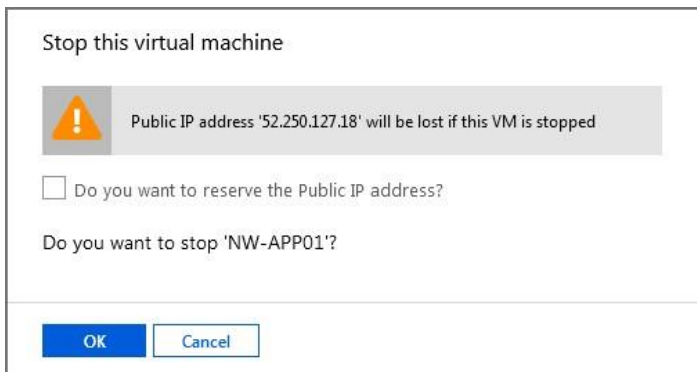 Stop this virtual machine
Public IP address '52.250.127.18' will be lost if this VM is stopped
Do you want to reserve the Public IP address?
Do you want to stop 'NW-APP01'?
OK Cancel